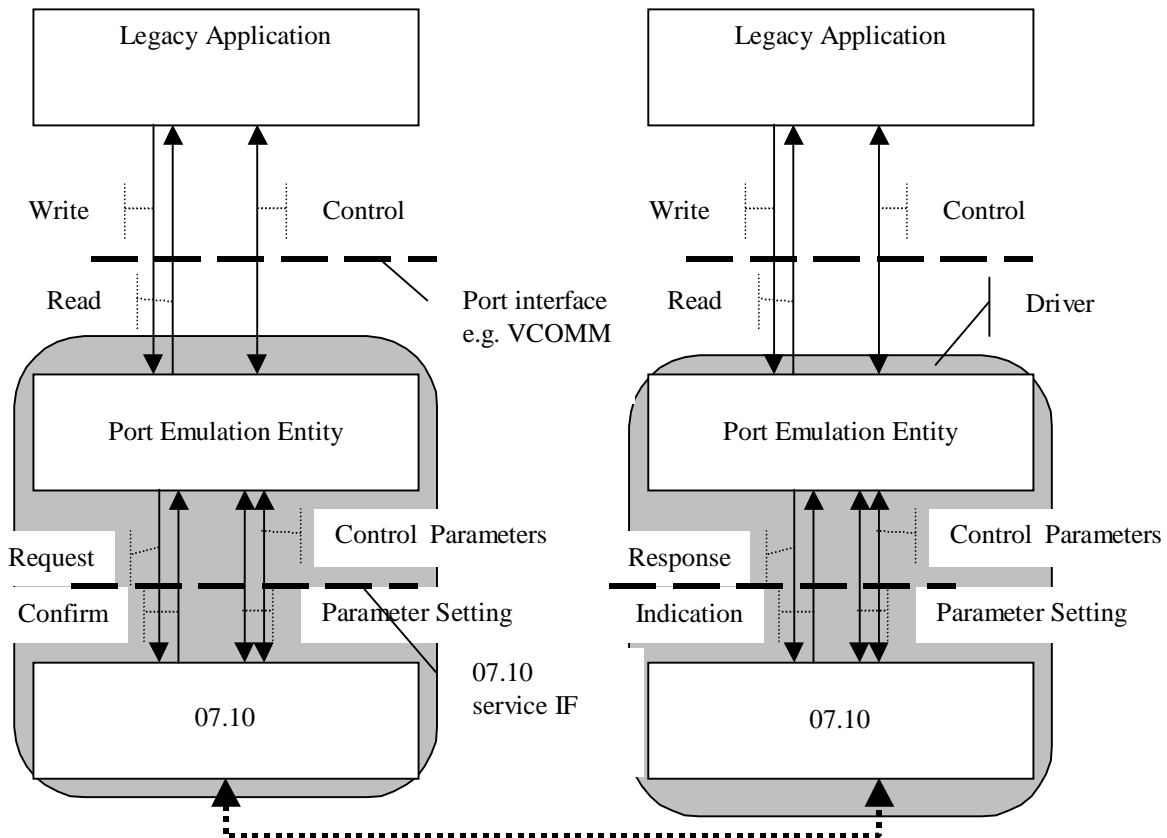 Legacy Application
Legacy Application
Write
Control
Write
Control
Read
Port interface
e.g. VCOMM
Read
Driver
Port Emulation Entity
Port Emulation Entity
Request
Control Parameters
Response
Control Parameters
Confirm
Parameter Setting
Indication
Parameter Setting
07.10
07.10
service IF
07.10